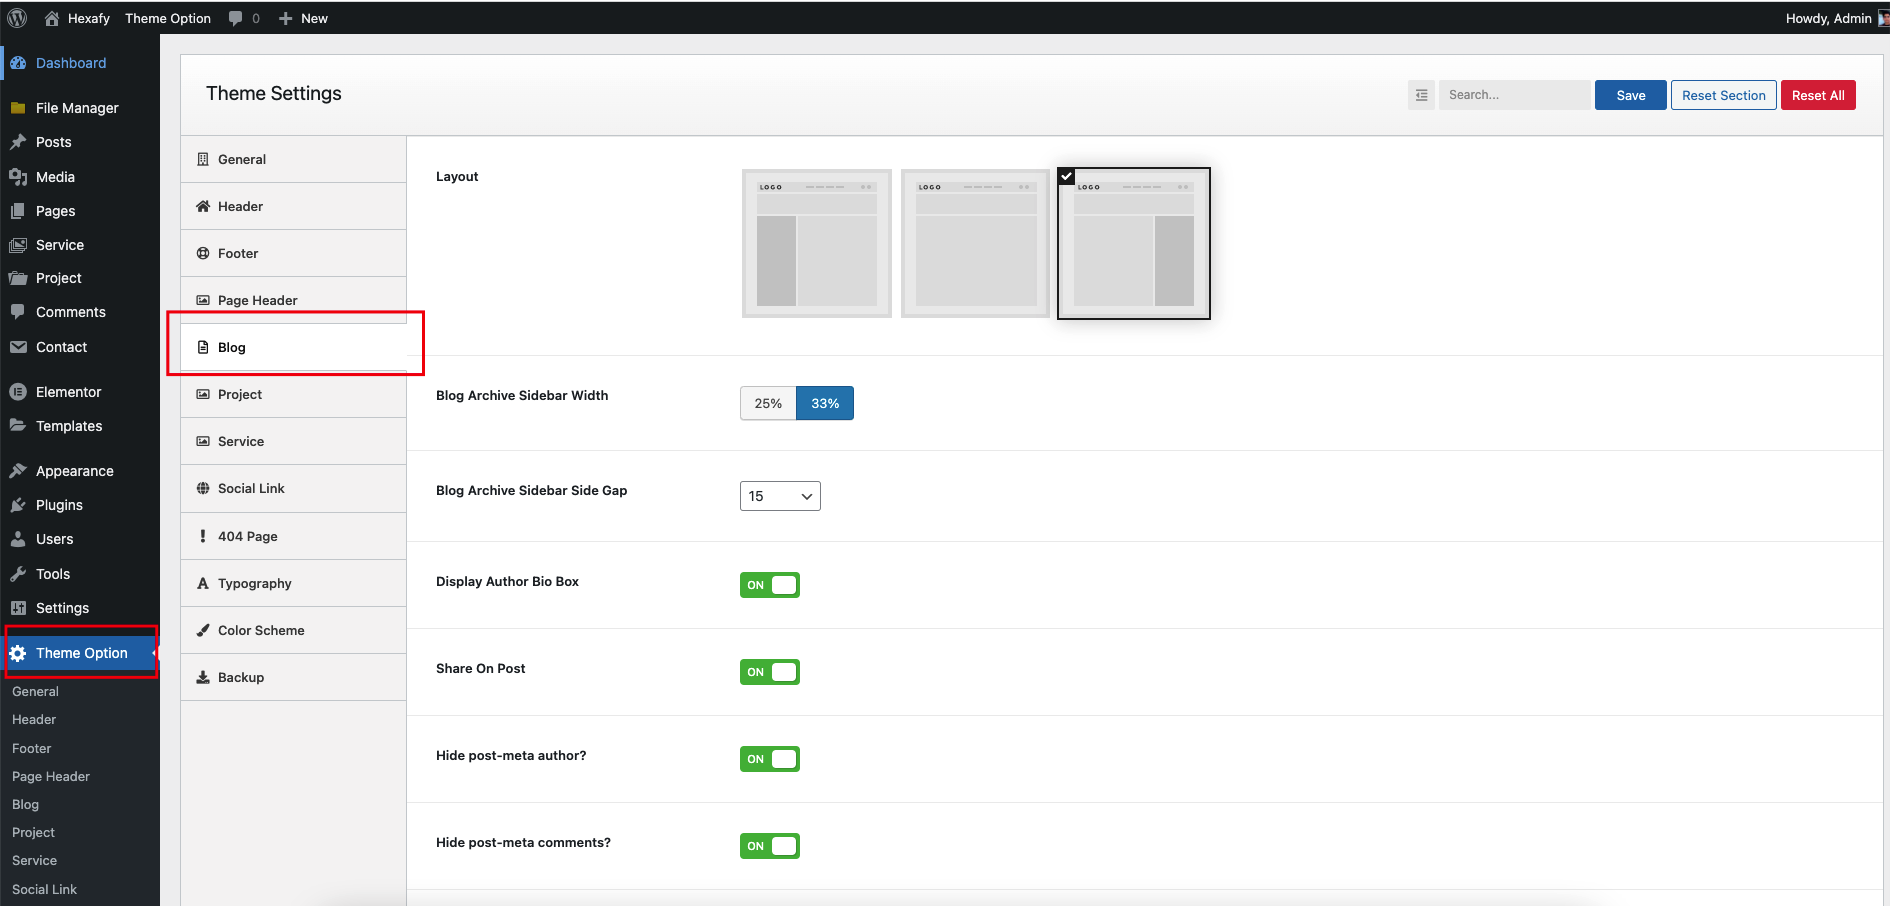 Hexafy Theme Option 0 New
Howdy, Admin
Dashboard
File Manager
Posts
Media
Pages
Service
Project
Comments
Contact
Elementor
Templates
Appearance
Plugins
Users
Tools
Settings
Theme Option
General
Header
Footer
Page Header
Blog
Project
Service
Social Link
Theme Settings
Search...
Save
Reset Section
Reset All
General
Header
Footer
Page Header
Blog
Project
Service
Social Link
404 Page
Typography
Color Scheme
Backup
Layout
LOGO
LOGO
LOGO
Blog Archive Sidebar Width
25% 33%
Blog Archive Sidebar Side Gap
15
Display Author Bio Box
ON
Share On Post
ON
Hide post-meta author?
ON
Hide post-meta comments?
ON